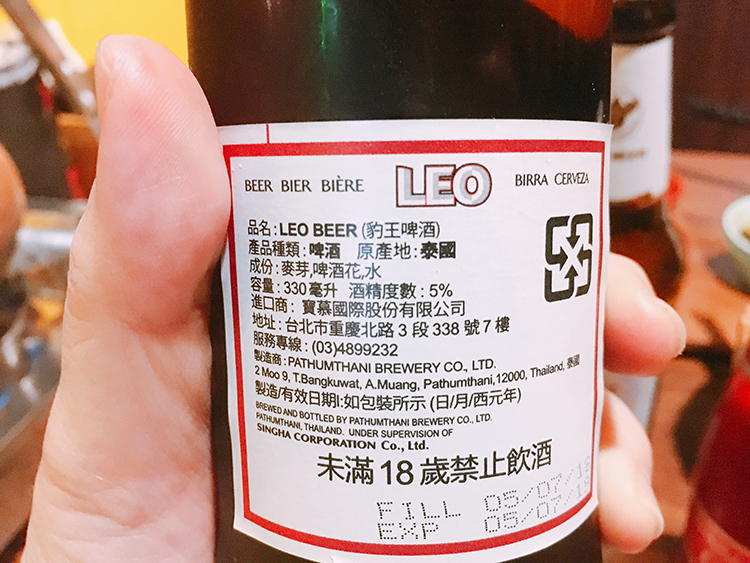 BEER BIER BIÈRE LEO BIRRA CERVEZA
品名:LEO BEER (豹王啤酒)
產品種類:啤酒 原產地:泰國
成份:麥芽,啤酒花,水
容量:330毫升 酒精度數:5%
進口商:寶慕國際股份有限公司
地址:台北市重慶北路3段338號7樓
服務專線:(03)4899232
製造商:PATHUMTHANI BREWERY CO., LTD.
2 Moo 9, T.Bangkuwat, A.Muang, Pathumthani,12000, Thailand, 泰國
製造/有效日期:如包裝所示 (日/月/西元年)
BREWED AND BOTTLED BY PATHUMTHANI BREWERY CO., LTD.
PATHUMTHANI, THAILAND. UNDER SUPERVISION OF
SINGHA CORPORATION Co., Ltd.
未滿18歲禁止飲酒
FILL 05/07/
EXP 05/07/